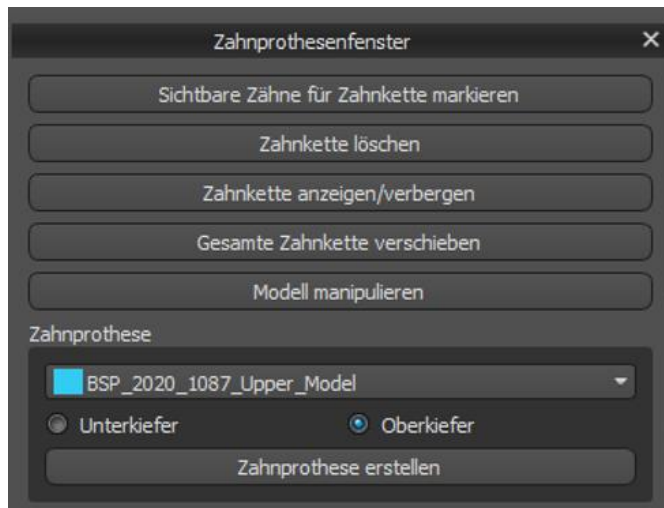 Zahnprothesenfenster
Sichtbare Zähne für Zahnkette markieren
Zahnkette löschen
Zahnkette anzeigen/verbergen
Gesamte Zahnkette verschieben
Modell manipulieren
Zahnprothese
BSP_2020_1087_Upper_Model
Unterkiefer Oberkiefer
Zahnprothese erstellen